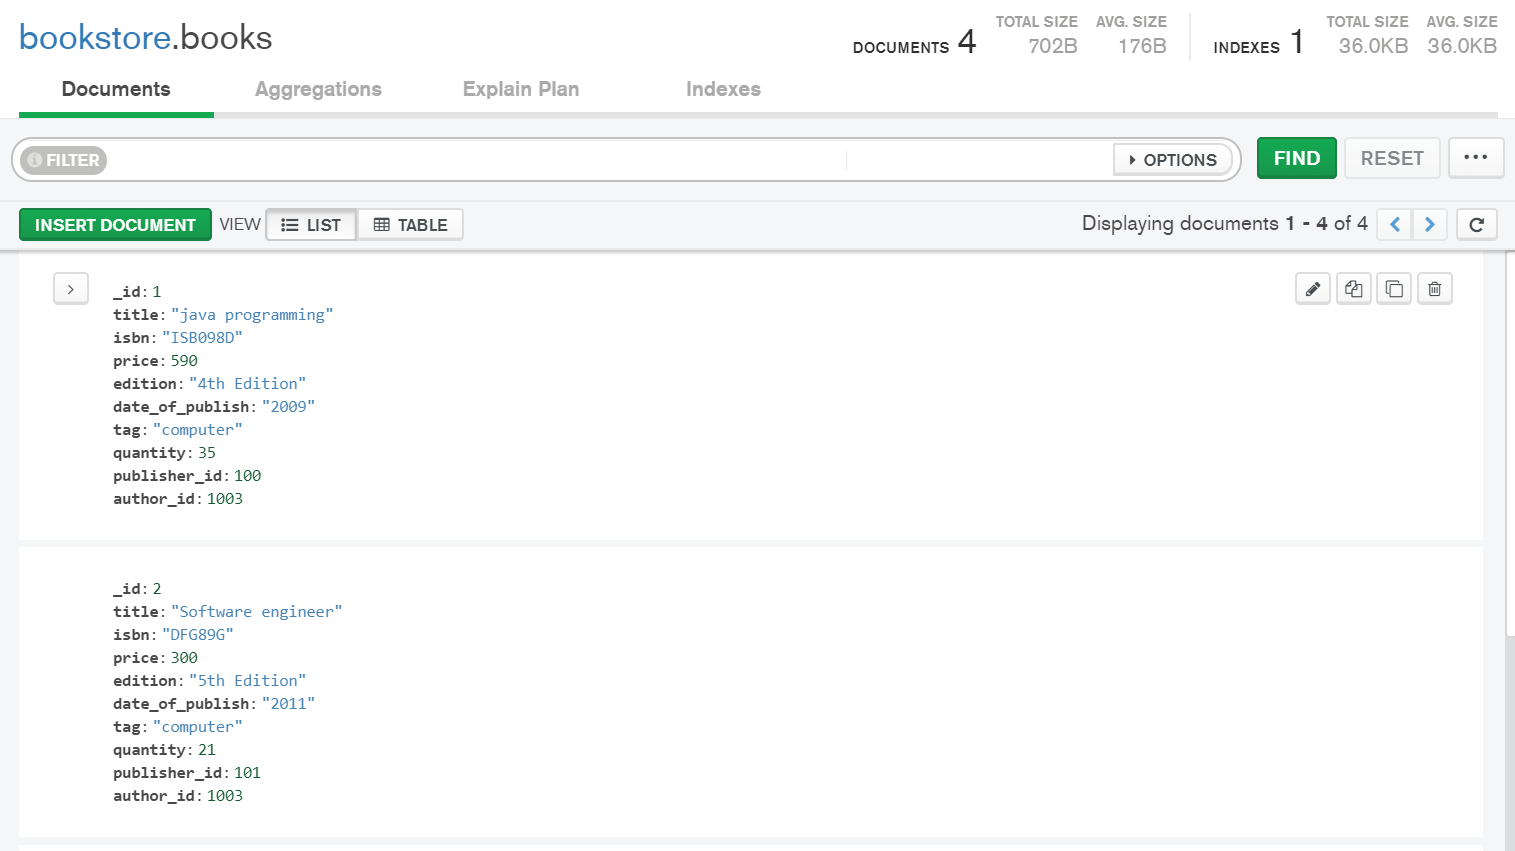 bookstore.books
DOCUMENTS 4
TOTAL SIZE AVG. SIZE
702B 176B
INDEXES 1
TOTAL SIZE AVG. SIZE
36.0KB 36.0KB
Documents Aggregations Explain Plan Indexes
FILTER OPTIONS FIND RESET ...
INSERT DOCUMENT VIEW LIST TABLE Displaying documents 1 - 4 of 4
_id: 1
title: "java programming"
isbn: "ISB098D"
price: 590
edition: "4th Edition"
date_of_publish: "2009"
tag: "computer"
quantity: 35
publisher_id: 100
author_id: 1003
_id: 2
title: "Software engineer"
isbn: "DFG89G"
price: 300
edition: "5th Edition"
date_of_publish: "2011"
tag: "computer"
quantity: 21
publisher_id: 101
author_id: 1003